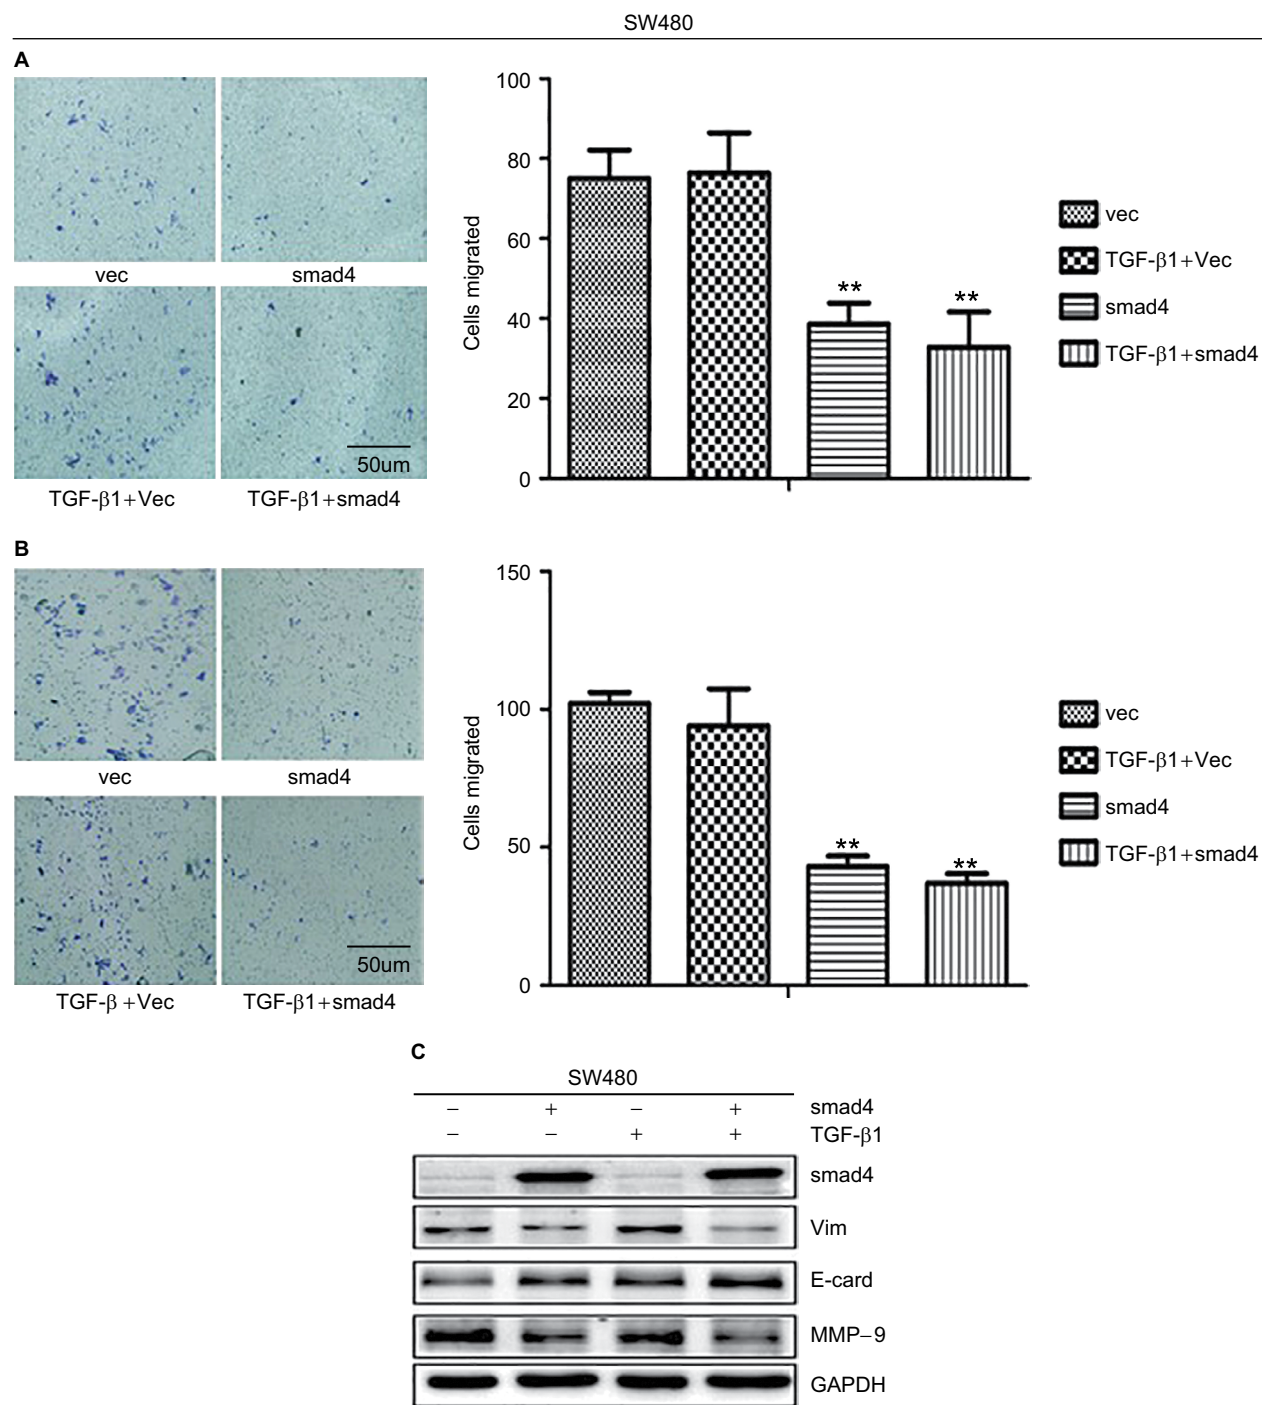 SW480
A
vec
smad4
TGF-β1+Vec
TGF-β1+smad4
50um
Cells migrated
100
80
60
40
20
0
**
**
vec
TGF-β1+Vec
smad4
TGF-β1+smad4
B
vec
smad4
TGF-β +Vec
TGF-β1+smad4
50um
Cells migrated
150
100
50
0
**
**
vec
TGF-β1+Vec
smad4
TGF-β1+smad4
C
SW480
− + − + smad4
− − + + TGF-β1
smad4
Vim
E-card
MMP−9
GAPDH